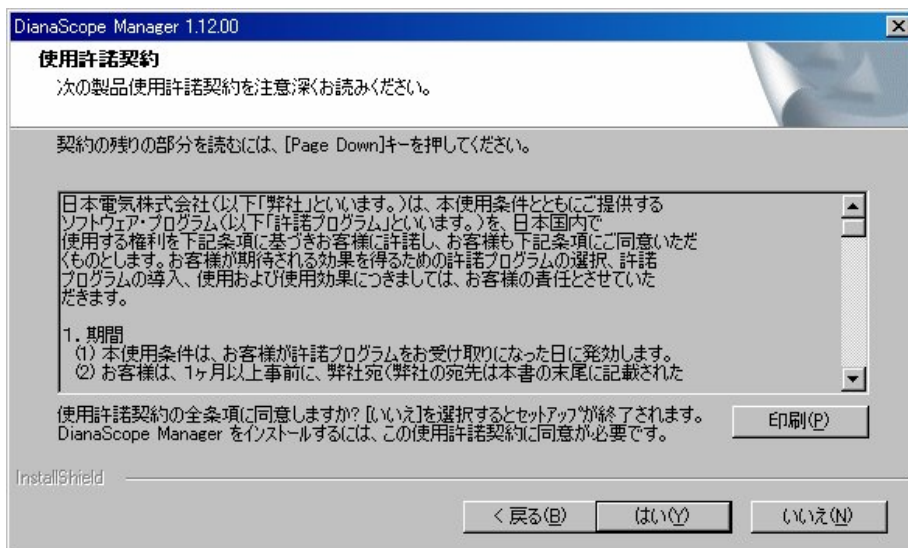 DianaScope Manager 1.12.00
使用許諾契約
次の製品使用許諾契約を注意深くお読みください。
契約の残りの部分を読むには、[Page Down]キーを押してください。
日本電気株式会社(以下「弊社」といいます。)は、本使用条件とともにご提供する
ソフトウェア・プログラム(以下「許諾プログラム」といいます。)を、日本国内で
使用する権利を下記条項に基づきお客様に許諾し、お客様も下記条項にご同意いただ
くものとします。お客様が期待される効果を得るための許諾プログラムの選択、許諾
プログラムの導入、使用および使用効果につきましては、お客様の責任とさせていた
だきます。
1. 期間
(1) 本使用条件は、お客様が許諾プログラムをお受け取りになった日に発効します。
(2) お客様は、1ヶ月以上事前に、弊社宛(弊社の宛先は本書の末尾に記載された
使用許諾契約の全条項に同意しますか? [いいえ]を選択するとセットアップが終了されます。
DianaScope Manager をインストールするには、この使用許諾契約に同意が必要です。
印刷(P)
InstallShield
< 戻る(B)
はい(Y)
いいえ(N)